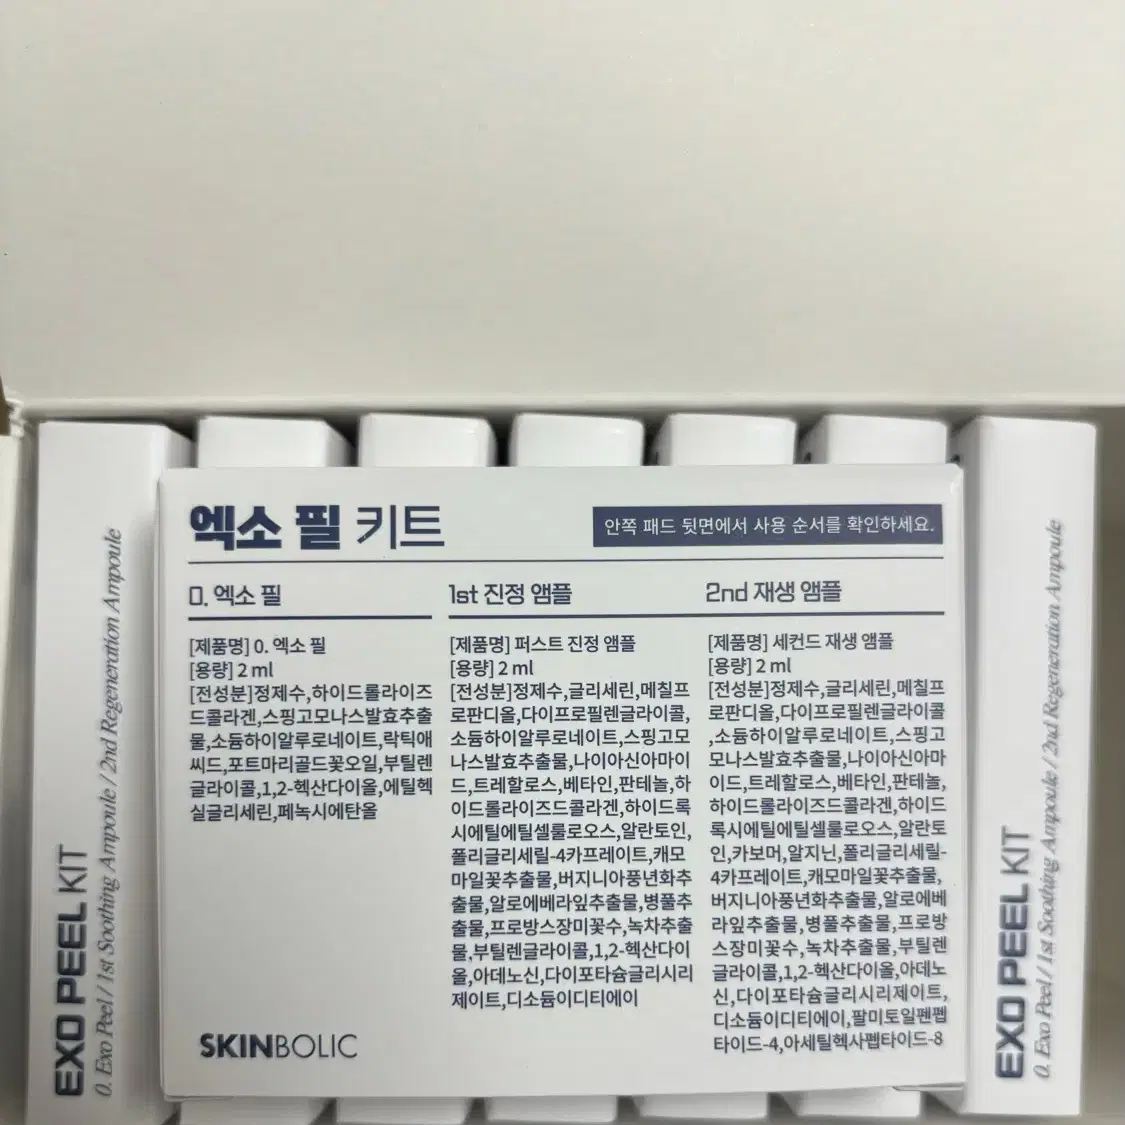 엑소 필 키트
안쪽 패드 뒷면에서 사용 순서를 확인하세요.
0. 엑소 필
[제품명] 0. 엑소 필
[용량] 2 ml
[전성분]정제수,하이드롤라이즈
드콜라겐,스핑고모나스발효추출
물,소듐하이알루로네이트,락틱애
씨드,포트마리골드꽃오일,부틸렌
글라이콜,1,2-헥산다이올,에틸헥
실글리세린,페녹시에탄올
1st 진정 앰플
[제품명] 퍼스트 진정 앰플
[용량] 2 ml
[전성분]정제수,글리세린,메칠프
로판디올,다이프로필렌글라이콜,
소듐하이알루로네이트,스핑고모
나스발효추출물,나이아신아마이
드,트레할로스,베타인,판테놀,하
이드롤라이즈드콜라겐,하이드록
시에틸에틸셀룰로오스,알란토인,
폴리글리세릴-4카프레이트,캐모
마일꽃추출물,버지니아풍년화추
출물,알로에베라잎추출물,병풀추
출물,프로방스장미꽃수,녹차추출
물,부틸렌글라이콜,1,2-헥산다이
올,아데노신,다이포타슘글리시리
제이트,디소듐이디티에이
2nd 재생 앰플
[제품명] 세컨드 재생 앰플
[용량] 2 ml
[전성분]정제수,글리세린,메칠프
로판디올,다이프로필렌글라이콜
,소듐하이알루로네이트,스핑고
모나스발효추출물,나이아신아마
이드,트레할로스,베타인,판테놀,
하이드롤라이즈드콜라겐,하이드
록시에틸에틸셀룰로오스,알란토
인,카보머,알지닌,폴리글리세릴-
4카프레이트,캐모마일꽃추출물,
버지니아풍년화추출물,알로에베
라잎추출물,병풀추출물,프로방
스장미꽃수,녹차추출물,부틸렌
글라이콜,1,2-헥산다이올,아데노
신,다이포타슘글리시리제이트,
디소듐이디티에이,팔미토일펜펩
타이드-4,아세틸헥사펩타이드-8
SKINBOLIC
EXO PEEL KIT
0. Exo Peel / 1st Soothing Ampoule / 2nd Regeneration Ampoule
EXO PEEL KIT
0. Exo Peel / 1st Soothing Ampoule / 2nd Regeneration Ampoule